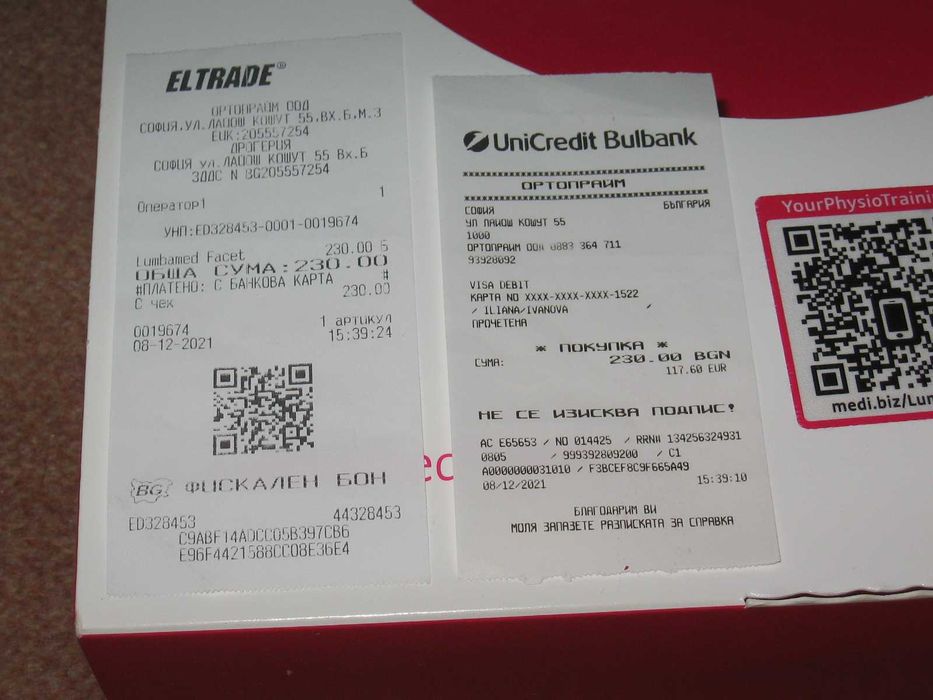 ELTRADE®
ОРТОПРАЙМ ООД
СОФИЯ.УЛ.ЛАЙОШ КОШУТ 55.ВХ.Б.М.3
ЕИК:205557254
ДРОГЕРИЯ
СОФИЯ ул.ЛАЙОШ КОШУТ 55 Вх.Б
ЗДДС N BG205557254
Оператор1 1
УНП:ED328453-0001-0019674
Lumbamed Facet 230.00 Б
ОБЩА СУМА:230.00
#ПЛАТЕНО: С БАНКОВА КАРТА #
С чек 230.00
0019674 1 артикул
08-12-2021 15:39:24
BG ФИСКАЛЕН БОН
ED328453 44328453
C9ABF14ADCC05B397CB6
E96F4421588CC08E36E4
UniCredit Bulbank
ОРТОПРАЙМ
СОФИЯ БЪЛГАРИЯ
УЛ ЛАЙОШ КОШУТ 55
1000
ОРТОПРАЙМ ООД 0883 364 711
93928092
VISA DEBIT
КАРТА NO XXXX-XXXX-XXXX-1522
/ ILIANA/IVANOVA
ПРОЧЕТЕНА
* ПОКУПКА *
СУМА: 230.00 BGN
117.60 EUR
НЕ СЕ ИЗИСКВА ПОДПИС!
AC E65653 / NO 014425 / RRN# 134256324931
0805 / 999392809200 / C1
A0000000031010 / F3BCEF8C9F665A49
08/12/2021 15:39:10
БЛАГОДАРИМ ВИ
МОЛЯ ЗАПАЗЕТЕ РАЗПИСКАТА ЗА СПРАВКА
YourPhysioTraini
medi.biz/Lum
ec